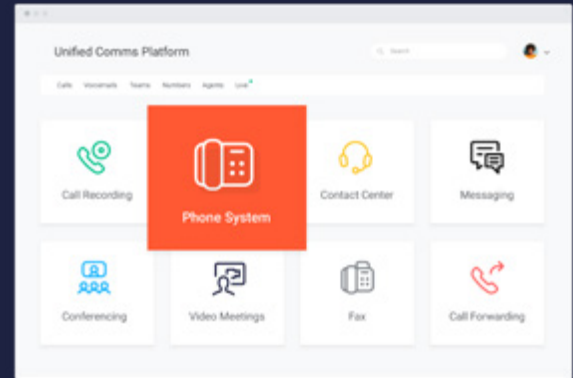 Unified Comms Platform
Search
Calls Voicemails Teams Numbers Agents Live
Call Recording
Phone System
Contact Center
Messaging
Conferencing
Video Meetings
Fax
Call Forwarding